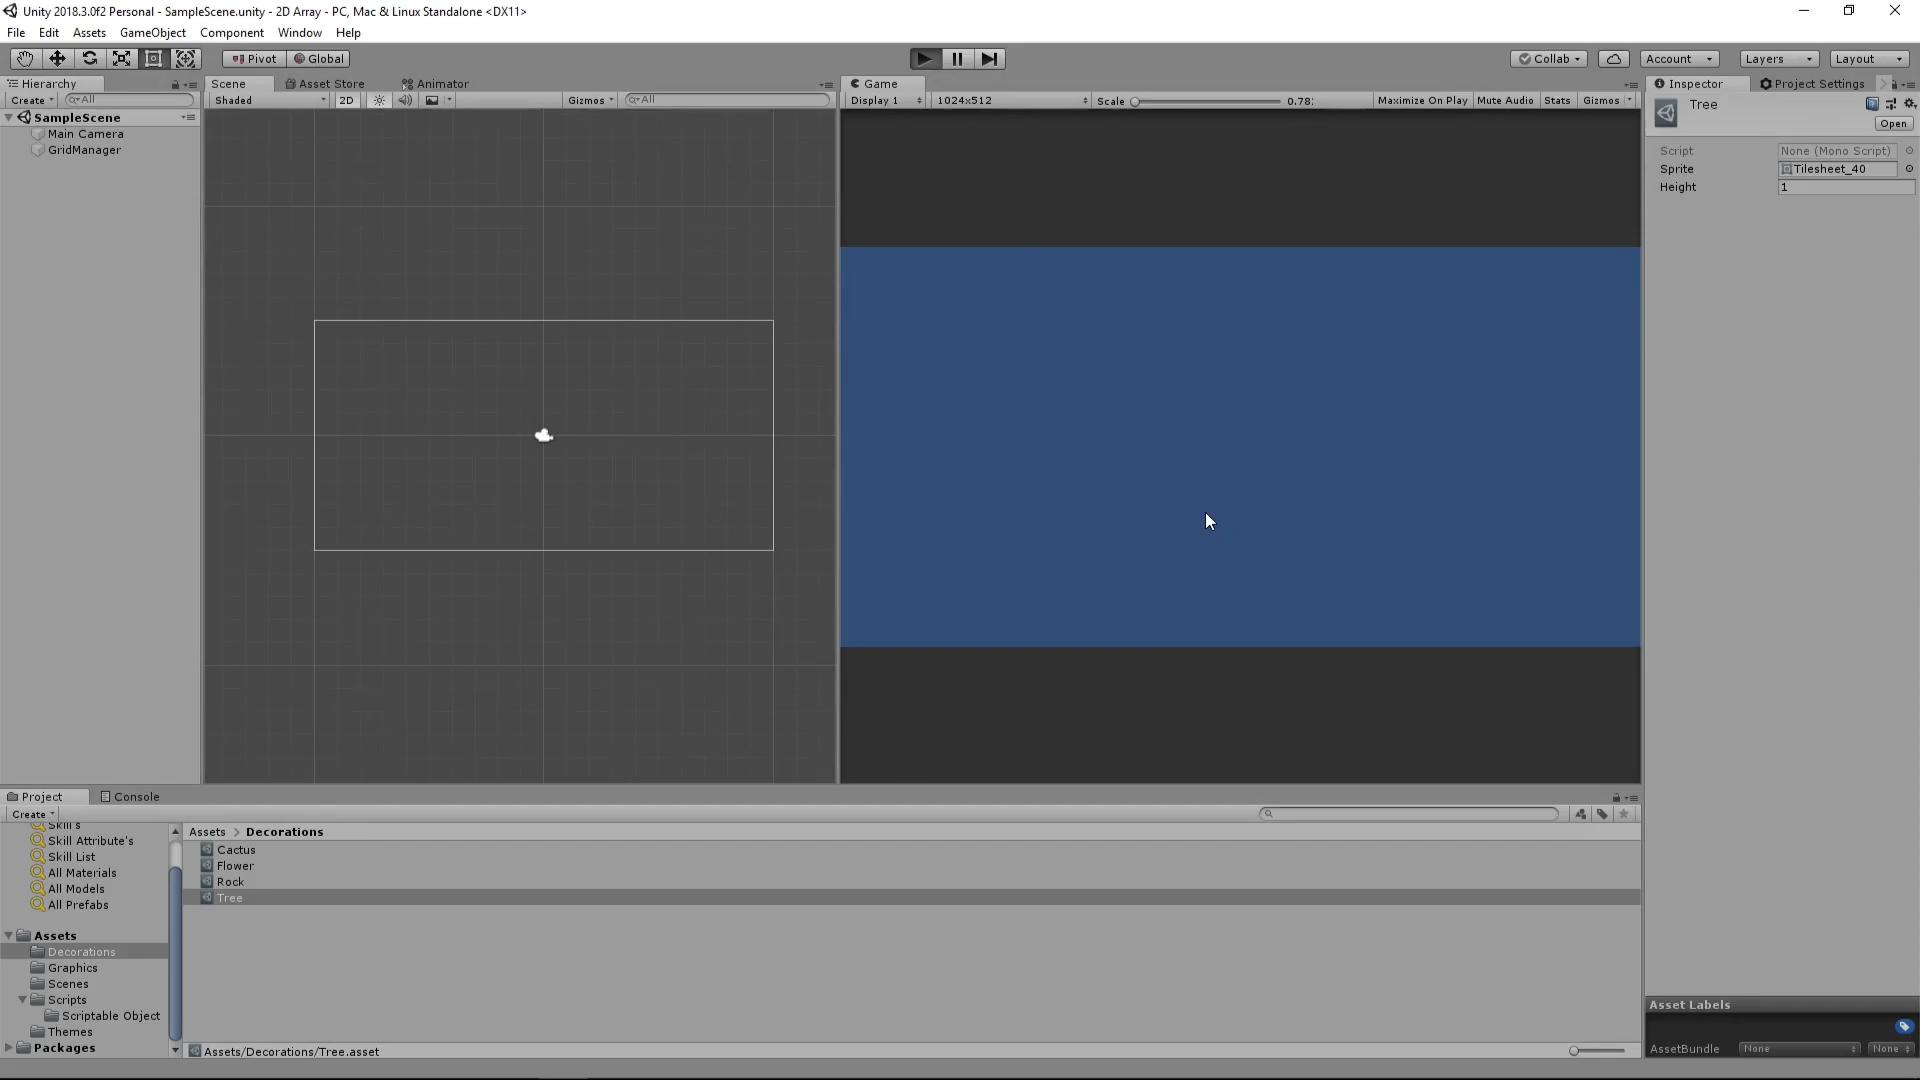 Unity 2018.3.0f2 Personal - SampleScene.unity - 2D Array - PC, Mac & Linux Standalone <DX11>
File Edit Assets GameObject Component Window Help
Pivot Global Collab Account Layers Layout
Hierarchy Scene Asset Store Animator Game Inspector Project Settings
Create All Shaded 2D Gizmos All Display 1 1024x512 Scale 0.78 Maximize On Play Mute Audio Stats Gizmos
Tree
Open
SampleScene
Main Camera
GridManager
Script None (Mono Script)
Sprite Tilesheet_40
Height 1
Project Console
Create
Assets > Decorations
Skill's
Skill Attribute's
Skill List
All Materials
All Models
All Prefabs
Assets
Decorations
Graphics
Scenes
Scripts
Scriptable Object
Themes
Packages
Cactus
Flower
Rock
Tree
Assets/Decorations/Tree.asset
Asset Labels
AssetBundle None None